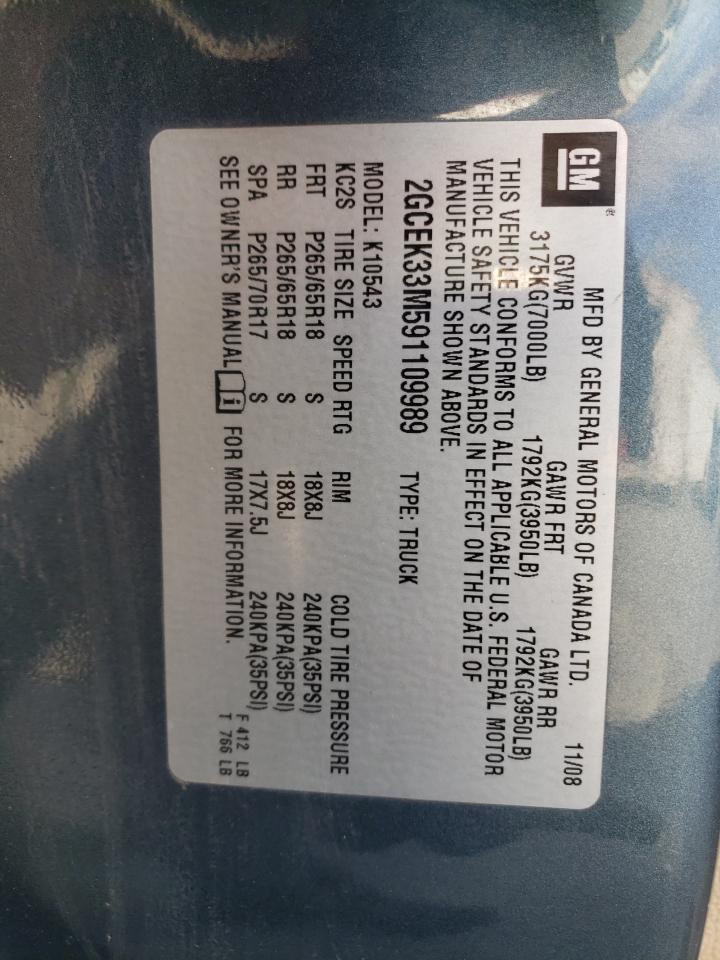 GM®
MFD BY GENERAL MOTORS OF CANADA LTD. 11/08
GVWR GAWR FRT GAWR RR
3175KG(7000LB) 1792KG(3950LB) 1792KG(3950LB)
THIS VEHICLE CONFORMS TO ALL APPLICABLE U.S. FEDERAL MOTOR
VEHICLE SAFETY STANDARDS IN EFFECT ON THE DATE OF
MANUFACTURE SHOWN ABOVE.
2GCEK33M591109989 TYPE: TRUCK
MODEL: K10543
KC2S TIRE SIZE SPEED RTG RIM COLD TIRE PRESSURE
FRT P265/65R18 S 18X8J 240KPA(35PSI)
RR P265/65R18 S 18X8J 240KPA(35PSI)
SPA P265/70R17 S 17X7.5J 240KPA(35PSI)
SEE OWNER'S MANUAL i FOR MORE INFORMATION.
F 412 LB
T 766 LB